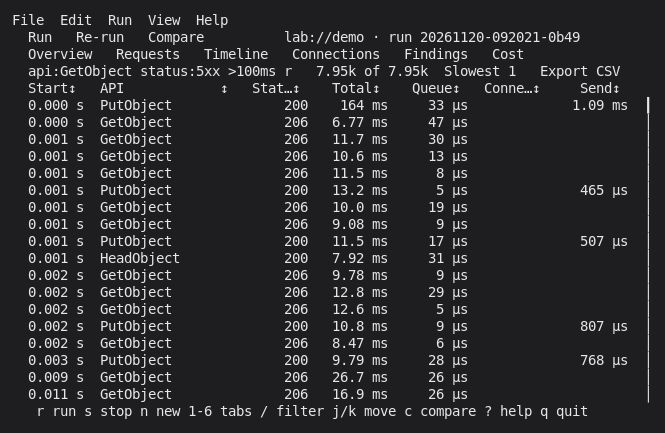 File  Edit  Run  View  Help
Run   Re-run   Compare          lab://demo · run 20261120-092021-0b49
Overview   Requests   Timeline   Connections   Findings   Cost
api:GetObject status:5xx >100ms r   7.95k of 7.95k  Slowest 1   Export CSV
Start↕   API            ↕   Stat…↕    Total↕    Queue↕   Conne…↕     Send↕
0.000 s  PutObject              200    164 ms     33 µs             1.09 ms
0.000 s  GetObject              206   6.77 ms     47 µs
0.001 s  GetObject              206   11.7 ms     30 µs
0.001 s  GetObject              206   10.6 ms     13 µs
0.001 s  GetObject              206   11.5 ms      8 µs
0.001 s  PutObject              200   13.2 ms      5 µs              465 µs
0.001 s  GetObject              206   10.0 ms     19 µs
0.001 s  GetObject              206   9.08 ms      9 µs
0.001 s  PutObject              200   11.5 ms     17 µs              507 µs
0.001 s  HeadObject             200   7.92 ms     31 µs
0.002 s  GetObject              206   9.78 ms      9 µs
0.002 s  GetObject              206   12.8 ms     29 µs
0.002 s  GetObject              206   12.6 ms      5 µs
0.002 s  PutObject              200   10.8 ms      9 µs              807 µs
0.002 s  GetObject              206   8.47 ms      6 µs
0.003 s  PutObject              200   9.79 ms     28 µs              768 µs
0.009 s  GetObject              206   26.7 ms     26 µs
0.011 s  GetObject              206   16.9 ms     26 µs
r run s stop n new 1-6 tabs / filter j/k move c compare ? help q quit